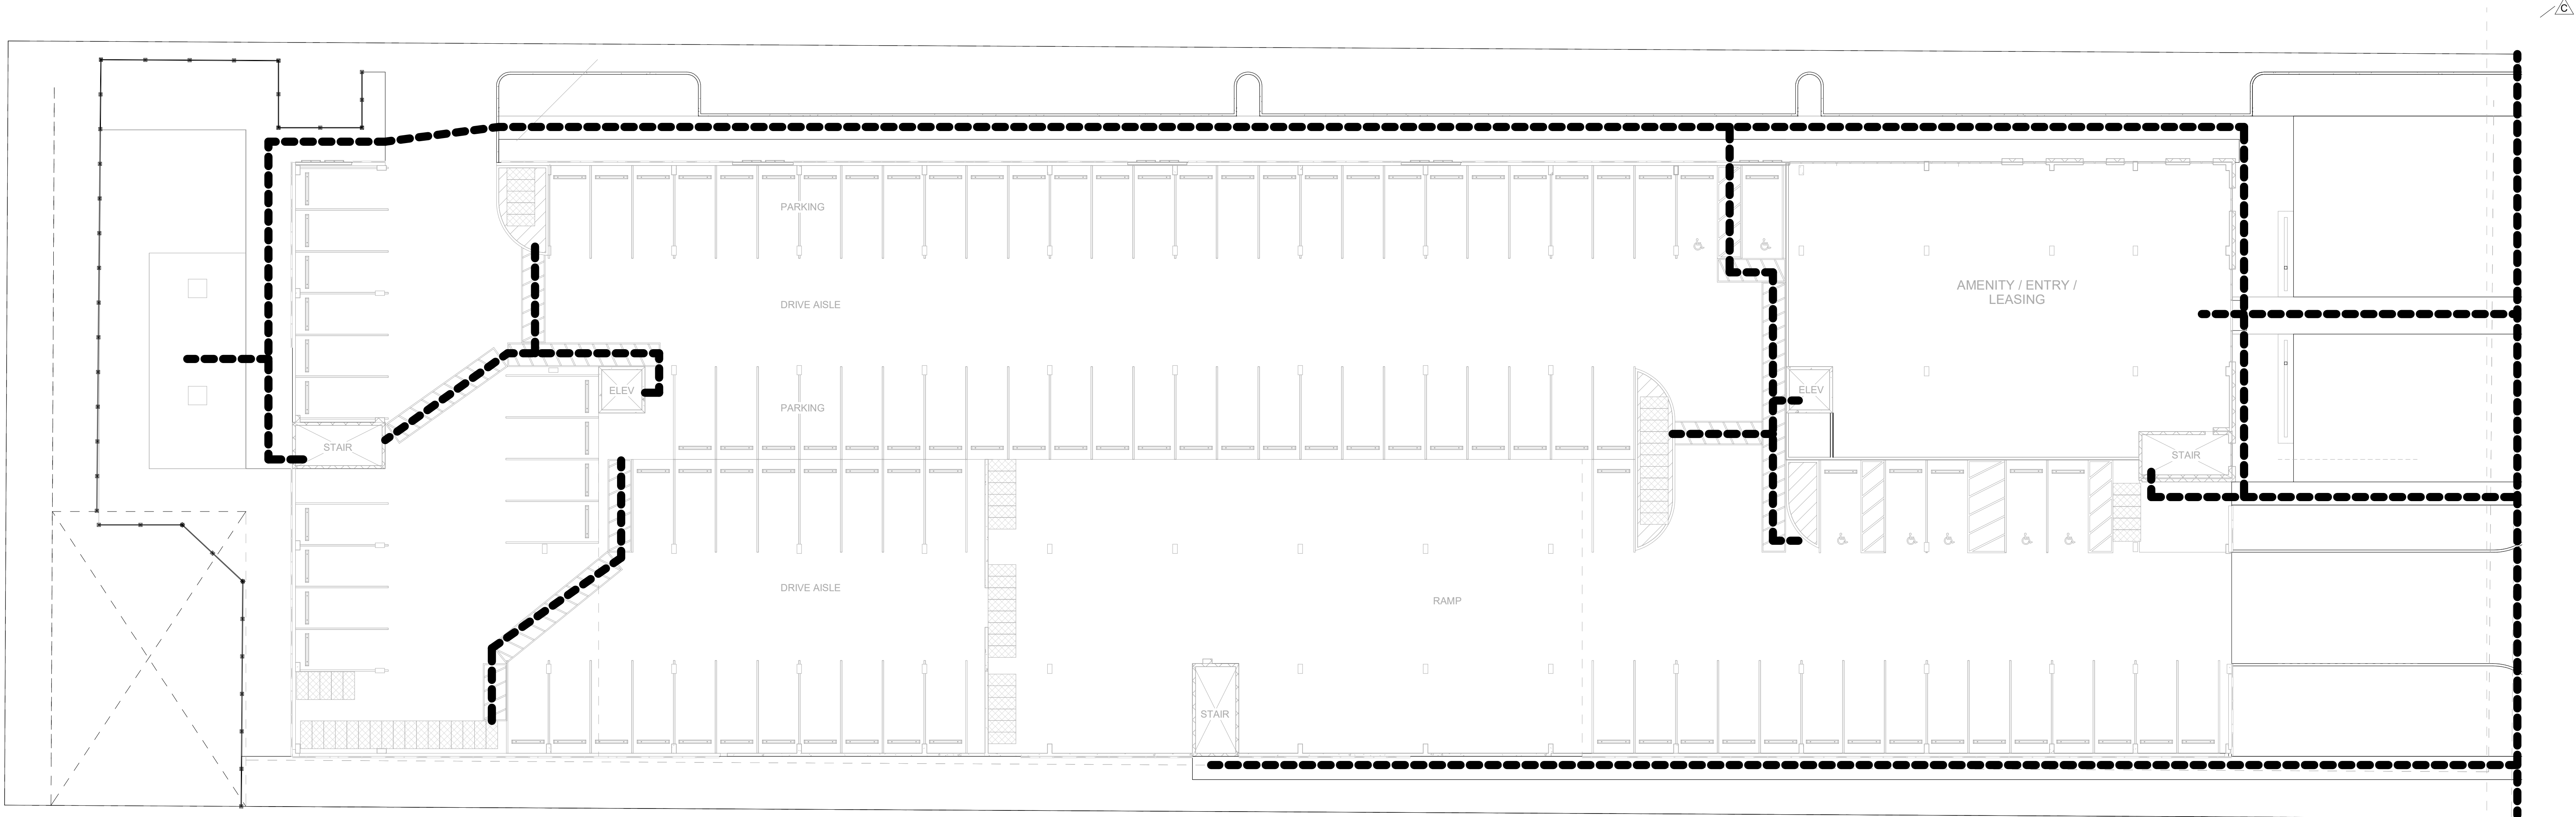 C
PARKING
DRIVE AISLE
AMENITY / ENTRY /
LEASING
ELEV
ELEV
PARKING
STAIR
STAIR
DRIVE AISLE
RAMP
STAIR